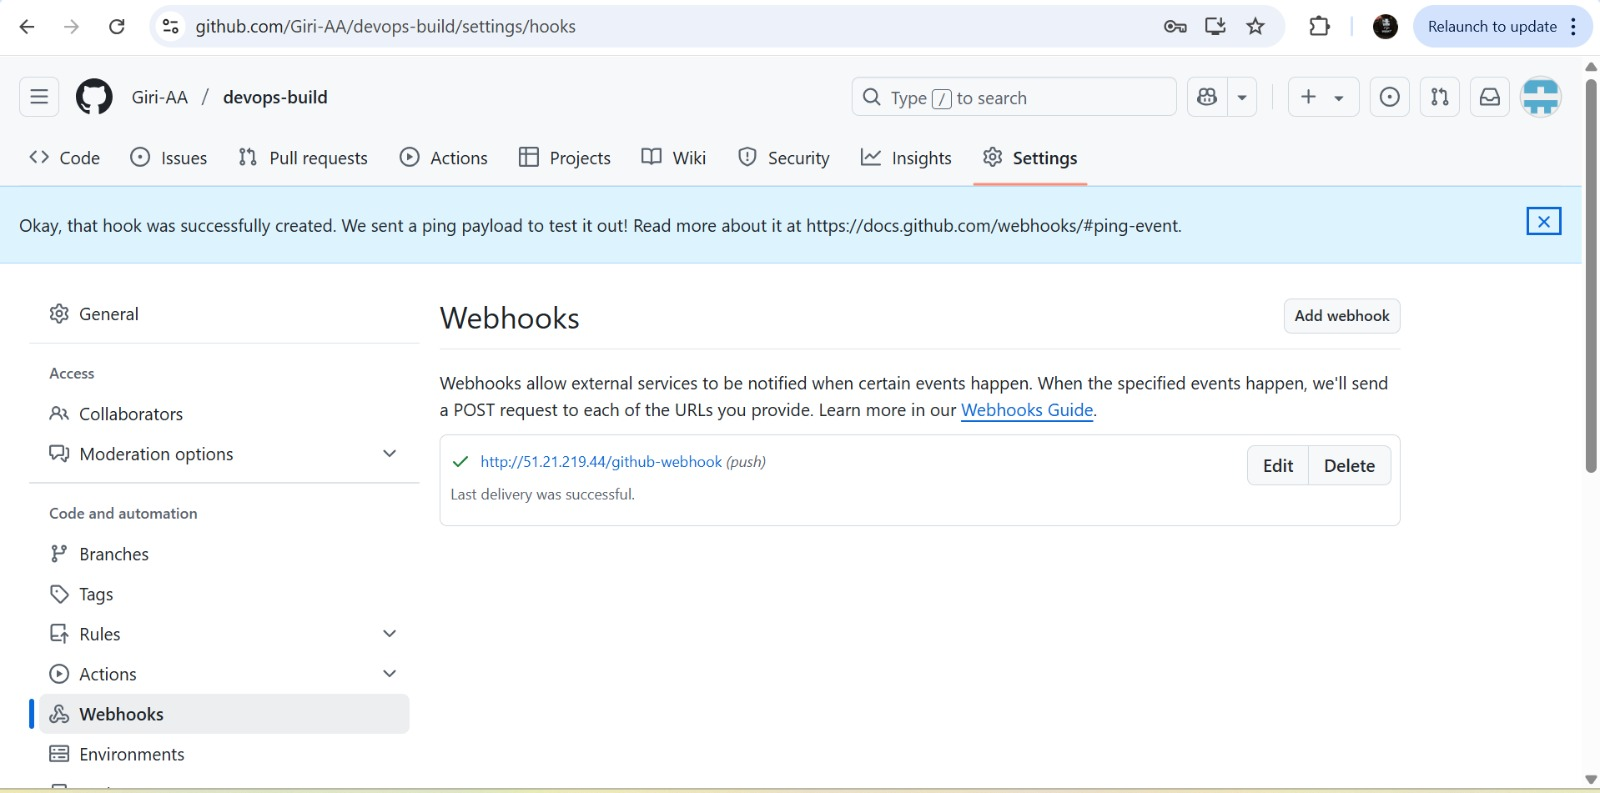 github.com/Giri-AA/devops-build/settings/hooks
Relaunch to update
Giri-AA / devops-build
Type / to search
Code
Issues
Pull requests
Actions
Projects
Wiki
Security
Insights
Settings
Okay, that hook was successfully created. We sent a ping payload to test it out! Read more about it at https://docs.github.com/webhooks/#ping-event.
General
Access
Collaborators
Moderation options
Code and automation
Branches
Tags
Rules
Actions
Webhooks
Environments
Webhooks
Add webhook
Webhooks allow external services to be notified when certain events happen. When the specified events happen, we'll send
a POST request to each of the URLs you provide. Learn more in our Webhooks Guide.
http://51.21.219.44/github-webhook (push)
Edit
Delete
Last delivery was successful.